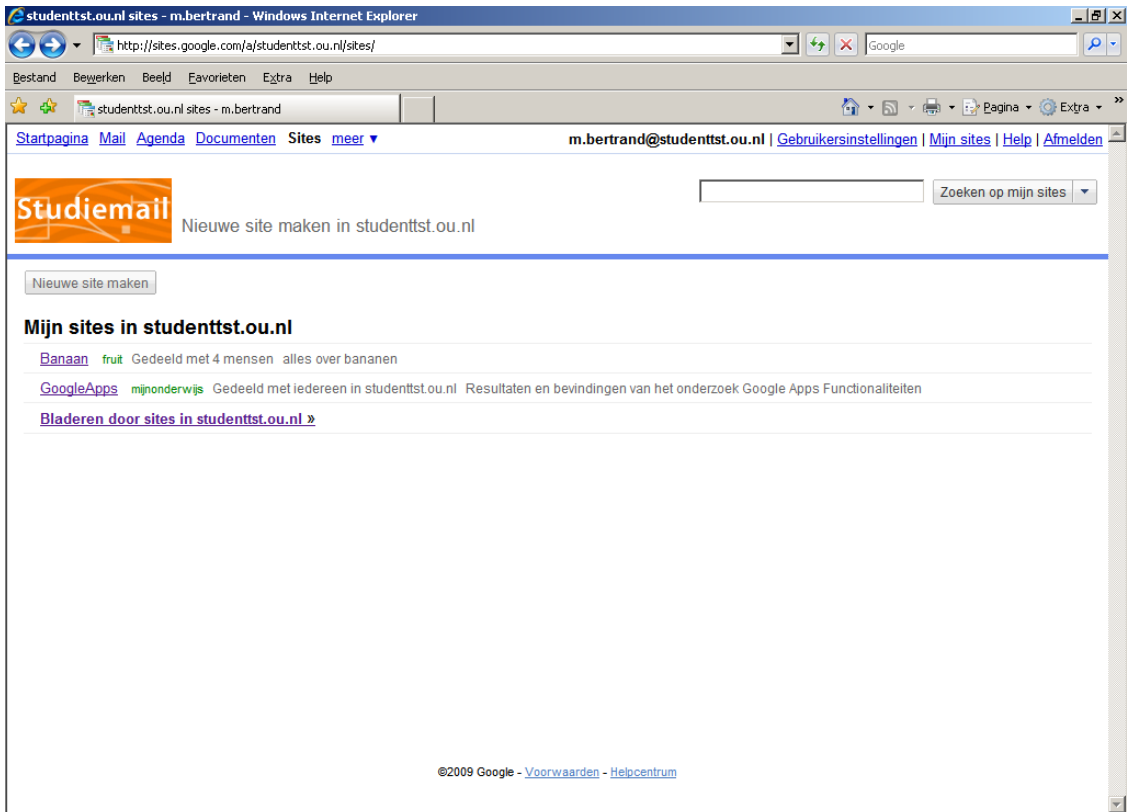 studenttst.ou.nl sites - m.bertrand - Windows Internet Explorer
http://sites.google.com/a/studenttst.ou.nl/sites/ Google
Bestand Bewerken Beeld Favorieten Extra Help
studenttst.ou.nl sites - m.bertrand Pagina Extra »
Startpagina Mail Agenda Documenten Sites meer ▼ m.bertrand@studenttst.ou.nl | Gebruikersinstellingen | Mijn sites | Help | Afmelden
Studiemail Nieuwe site maken in studenttst.ou.nl Zoeken op mijn sites
Nieuwe site maken
Mijn sites in studenttst.ou.nl
Banaan fruit Gedeeld met 4 mensen alles over bananen
GoogleApps mijnonderwijs Gedeeld met iedereen in studenttst.ou.nl Resultaten en bevindingen van het onderzoek Google Apps Functionaliteiten
Bladeren door sites in studenttst.ou.nl »
©2009 Google - Voorwaarden - Helpcentrum